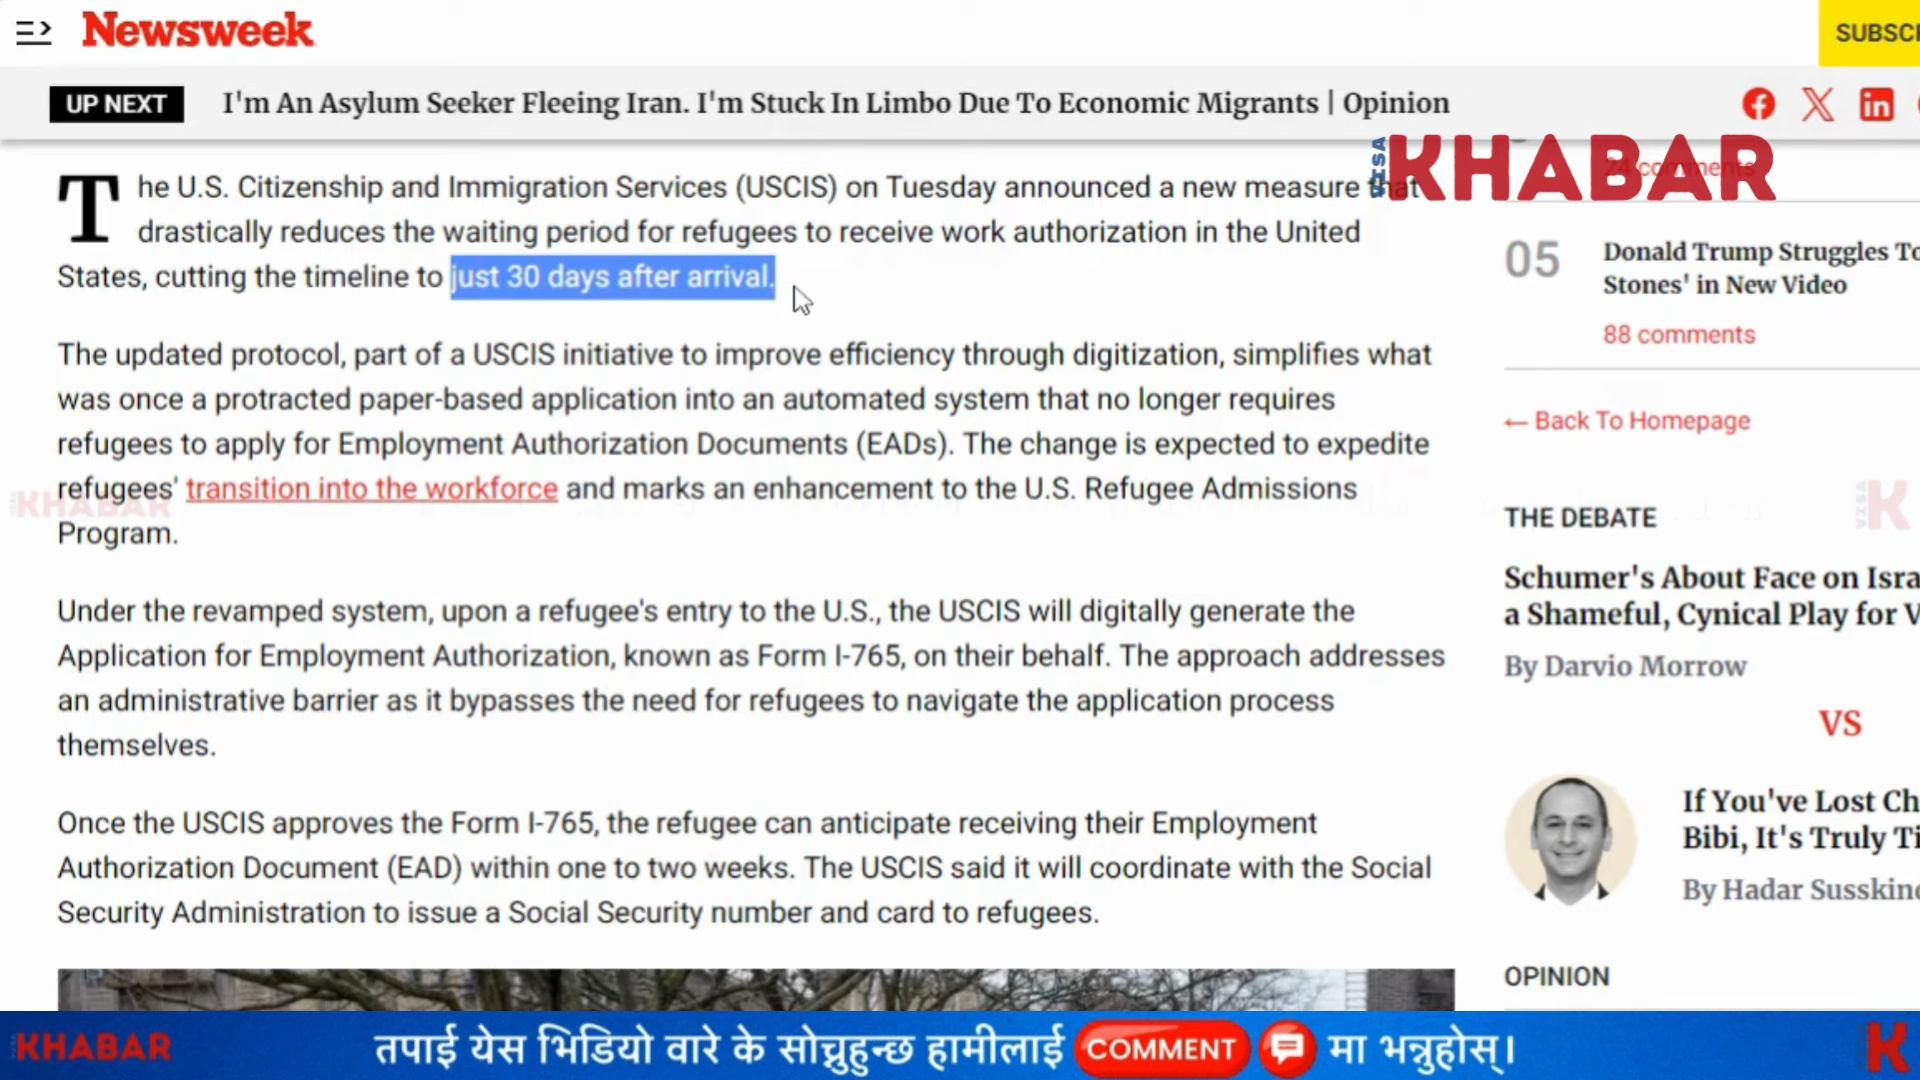 Newsweek
SUBSCR
UP NEXT
I'm An Asylum Seeker Fleeing Iran. I'm Stuck In Limbo Due To Economic Migrants | Opinion
VISA KHABAR
The U.S. Citizenship and Immigration Services (USCIS) on Tuesday announced a new measure that
drastically reduces the waiting period for refugees to receive work authorization in the United
States, cutting the timeline to just 30 days after arrival.
The updated protocol, part of a USCIS initiative to improve efficiency through digitization, simplifies what
was once a protracted paper-based application into an automated system that no longer requires
refugees to apply for Employment Authorization Documents (EADs). The change is expected to expedite
refugees' transition into the workforce and marks an enhancement to the U.S. Refugee Admissions
Program.
Under the revamped system, upon a refugee's entry to the U.S., the USCIS will digitally generate the
Application for Employment Authorization, known as Form I-765, on their behalf. The approach addresses
an administrative barrier as it bypasses the need for refugees to navigate the application process
themselves.
Once the USCIS approves the Form I-765, the refugee can anticipate receiving their Employment
Authorization Document (EAD) within one to two weeks. The USCIS said it will coordinate with the Social
Security Administration to issue a Social Security number and card to refugees.
24 comments
05
Donald Trump Struggles To
Stones' in New Video
88 comments
← Back To Homepage
KHABAR
VISA K
THE DEBATE
Schumer's About Face on Isra
a Shameful, Cynical Play for V
By Darvio Morrow
VS
If You've Lost Ch
Bibi, It's Truly Ti
By Hadar Susskind
OPINION
KHABAR
तपाई येस भिडियो वारे के सोच्नुहुन्छ हामीलाई COMMENT मा भन्नुहोस्।
K